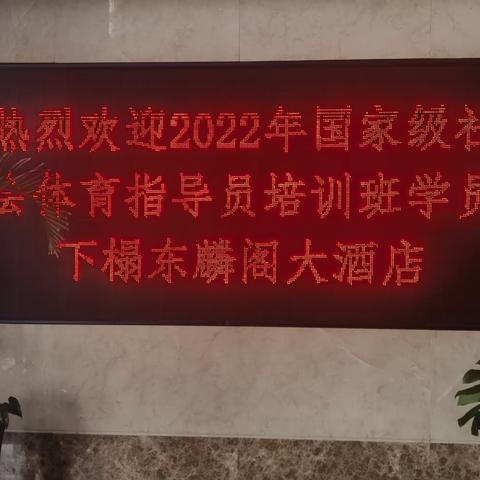 热烈欢迎2022年国家级社
会体育指导员培训班学员
下榻东麟阁大酒店